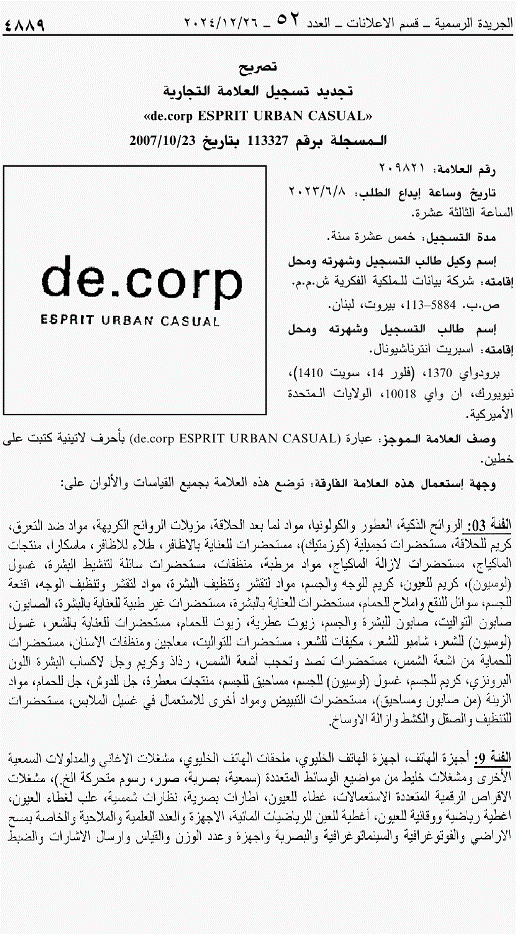 الجريدة الرسمية – قسم الاعلانات – العدد ٥٢ – ٢٠٢٤/١٢/٢٦
٤٨٨٩
تصريح
تجديد تسجيل العلامة التجارية
«de.corp ESPRIT URBAN CASUAL»
المسجلة برقم 113327 بتاريخ 2007/10/23
رقم العلامة: ٢٠٩٨٢١
تاريخ وساعة إيداع الطلب: ٢٠٢٣/٦/٨
الساعة الثالثة عشرة.
مدة التسجيل: خمس عشرة سنة.
إسم وكيل طالب التسجيل وشهرته ومحل
إقامته: شركة بيانات للملكية الفكرية ش.م.م.
ص.ب. 5884–113، بيروت، لبنان.
إسم طالب التسجيل وشهرته ومحل
إقامته: اسبريت انترناشيونال.
برودواي 1370، (فلور 14، سويت 1410)،
نيويورك، ان واي 10018، الولايات المتحدة
الأميركية.
de.corp
ESPRIT URBAN CASUAL
وصف العلامة الموجز: عبارة (de.corp ESPRIT URBAN CASUAL) بأحرف لاتينية كتبت على
خطين.
وجهة إستعمال هذه العلامة الفارقة: توضع هذه العلامة بجميع القياسات والألوان على:
الفئة 03: الروائح الذكية، العطور والكولونيا، مواد لما بعد الحلاقة، مزيلات الروائح الكريهة، مواد ضد التعرق،
كريم للحلاقة، مستحضرات تجميلية (كوزمتيك)، مستحضرات للعناية بالاظافر، طلاء للاظافر، ماسكارا، منتجات
الماكياج، مستحضرات لازالة الماكياج، مواد مرطبة، منظفات، مستحضرات سائلة لتنشيط البشرة، غسول
(لوسيون)، كريم للعيون، كريم للوجه والجسم، مواد لتقشر وتنظيف البشرة، مواد لتقشر وتنظيف الوجه، اقنعة
للجسم، سوائل للنقع واملاح للحمام، مستحضرات للعناية بالبشرة، مستحضرات غير طبية للعناية بالبشرة، الصابون،
صابون التواليت، صابون للبشرة والجسم، زيوت عطرية، زيوت للحمام، مستحضرات للعناية بالشعر، غسول
(لوسيون) للشعر، شامبو للشعر، مكيفات للشعر، مستحضرات للتواليت، معاجين ومنظفات الاسنان، مستحضرات
للحماية من اشعة الشمس، مستحضرات تصد وتحجب أشعة الشمس، رذاذ وكريم وجل لاكساب البشرة اللون
البرونزي، كريم للجسم، غسول (لوسيون) للجسم، مساحيق للجسم، منتجات معطرة، جل للدوش، جل للحمام، مواد
الزينة (من صابون ومساحيق)، مستحضرات التبييض ومواد أخرى للاستعمال في غسيل الملابس، مستحضرات
للتنظيف والصقل والكشط وازالة الاوساخ.
الفئة 9: أجهزة الهاتف، اجهزة الهاتف الخليوي، ملحقات الهاتف الخليوي، مشغلات الاغاني والمدلولات السمعية
الأخرى ومشغلات خليط من مواضيع الوسائط المتعددة (سمعية، بصرية، صور، رسوم متحركة الخ.)، مشغلات
الاقراص الرقمية المتعددة الاستعمالات، غطاء للعيون، اطارات بصرية، نظارات شمسية، علب لغطاء العيون،
اغطية رياضية ووقائية للعيون، أغطية للعين للرياضيات المائية، الاجهزة والعدد العلمية والملاحية والخاصة بمسح
الاراضي والفوتوغرافية والسينماتوغرافية والبصرية واجهزة وعدد الوزن والقياس وارسال الاشارات والضبط